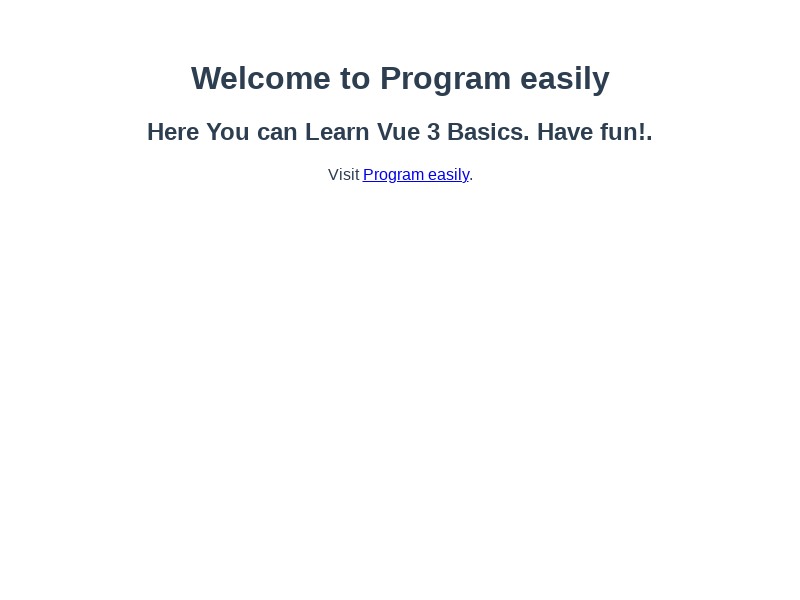 Welcome to Program easily
Here You can Learn Vue 3 Basics. Have fun!.
Visit Program easily.